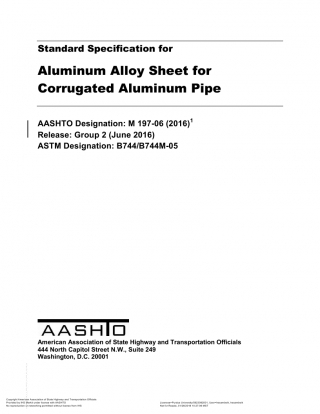 Standard Specification for
Aluminum Alloy Sheet for
Corrugated Aluminum Pipe
AASHTO Designation: M 197-06 (2016)1
Release: Group 2 (June 2016)
ASTM Designation: B744/B744M-05
AASHTO
American Association of State Highway and Transportation Officials
444 North Capitol Street N.W., Suite 249
Washington, D.C. 20001